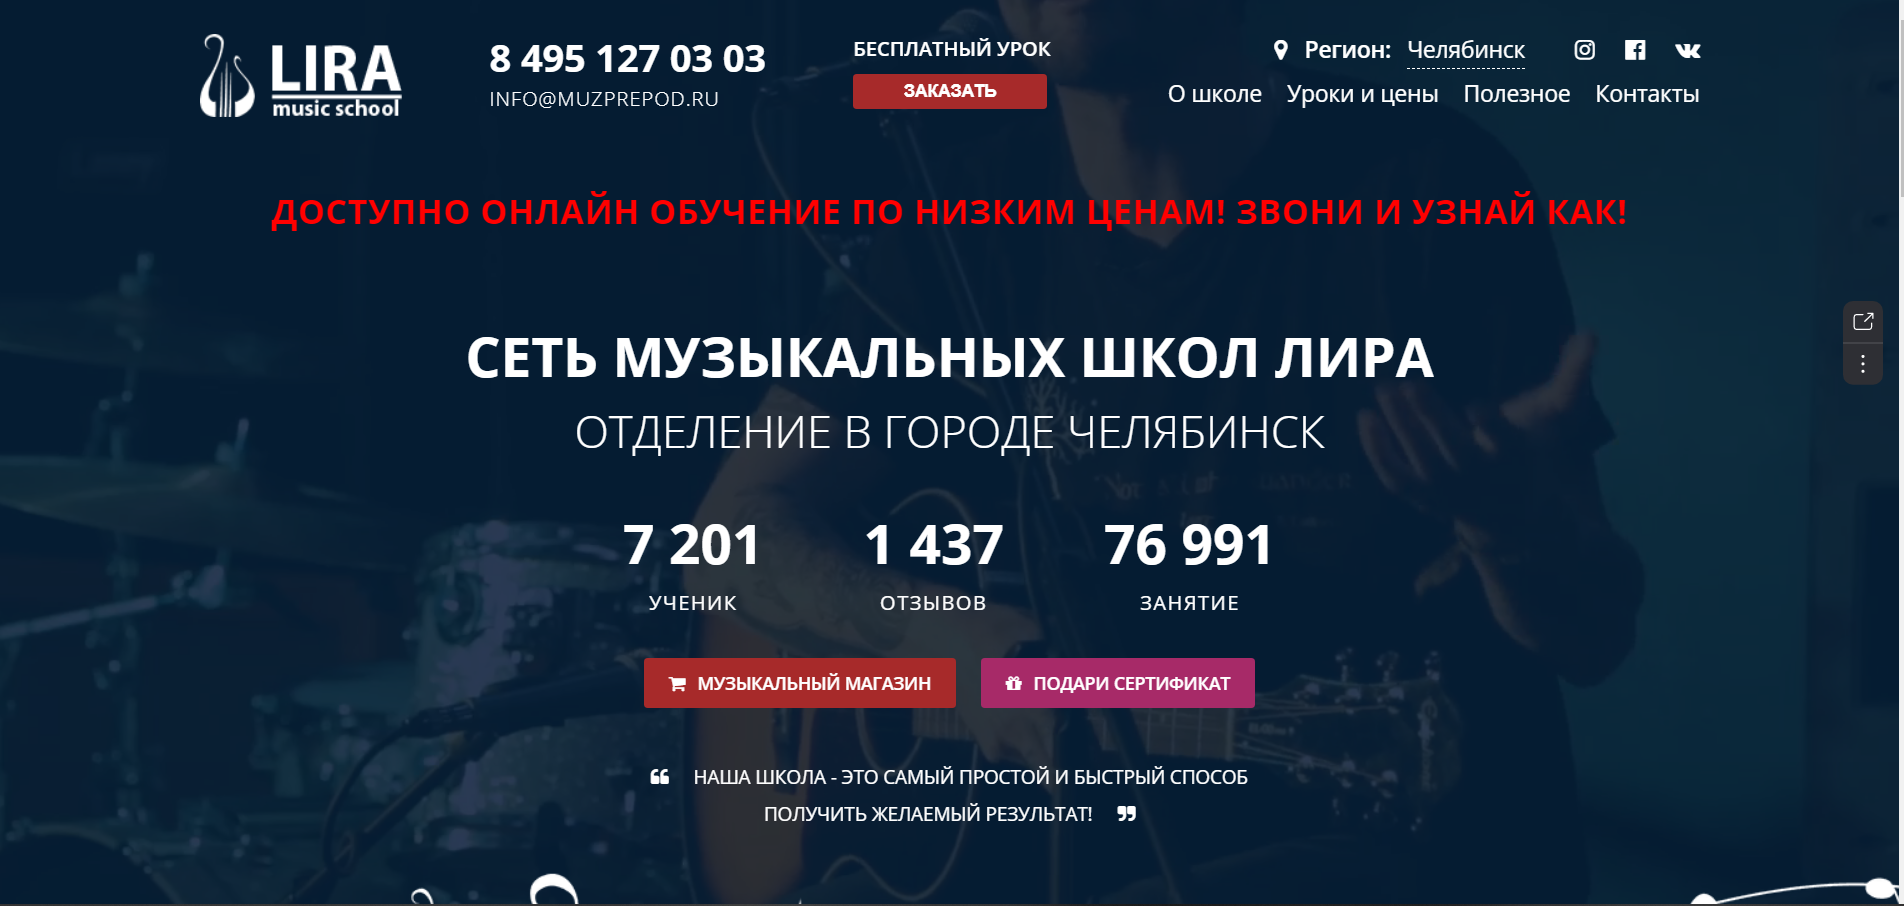 LIRA
music school
8 495 127 03 03
INFO@MUZPREPOD.RU
БЕСПЛАТНЫЙ УРОК
ЗАКАЗАТЬ
Регион: Челябинск
О школе Уроки и цены Полезное Контакты
ДОСТУПНО ОНЛАЙН ОБУЧЕНИЕ ПО НИЗКИМ ЦЕНАМ! ЗВОНИ И УЗНАЙ КАК!
СЕТЬ МУЗЫКАЛЬНЫХ ШКОЛ ЛИРА
ОТДЕЛЕНИЕ В ГОРОДЕ ЧЕЛЯБИНСК
7 201 1 437 76 991
УЧЕНИК ОТЗЫВОВ ЗАНЯТИЕ
МУЗЫКАЛЬНЫЙ МАГАЗИН ПОДАРИ СЕРТИФИКАТ
❝ НАША ШКОЛА - ЭТО САМЫЙ ПРОСТОЙ И БЫСТРЫЙ СПОСОБ
ПОЛУЧИТЬ ЖЕЛАЕМЫЙ РЕЗУЛЬТАТ! ❞